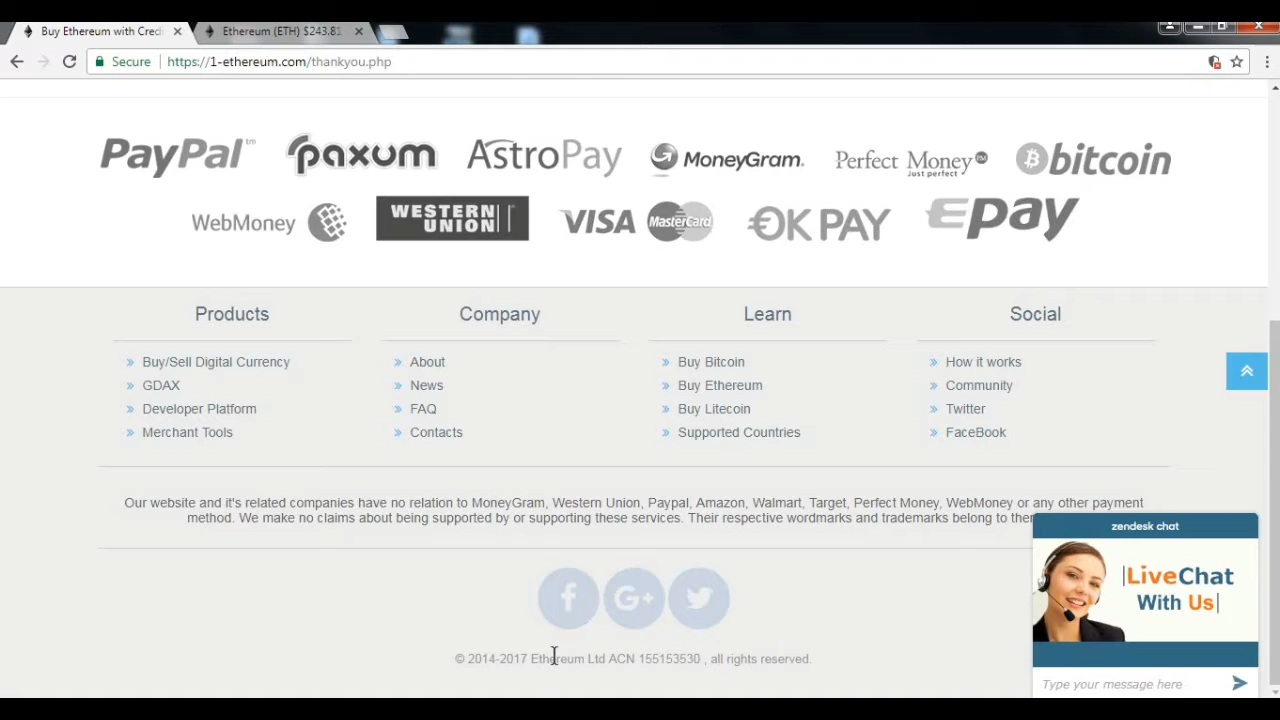 Buy Ethereum with Cred
Ethereum (ETH) $243.81
Secure https://1-ethereum.com/thankyou.php
PayPal™ paxum AstroPay MoneyGram. Perfect Money Just perfect bitcoin
WebMoney WESTERN UNION VISA MasterCard €OK PAY Epay
Products Company Learn Social
Buy/Sell Digital Currency About Buy Bitcoin How it works
GDAX News Buy Ethereum Community
Developer Platform FAQ Buy Litecoin Twitter
Merchant Tools Contacts Supported Countries FaceBook
Our website and it's related companies have no relation to MoneyGram, Western Union, Paypal, Amazon, Walmart, Target, Perfect Money, WebMoney or any other payment
method. We make no claims about being supported by or supporting these services. Their respective wordmarks and trademarks belong to
zendesk chat
LiveChat
With Us
f G+
© 2014-2017 Ethereum Ltd ACN 155153530 , all rights reserved.
Type your message here